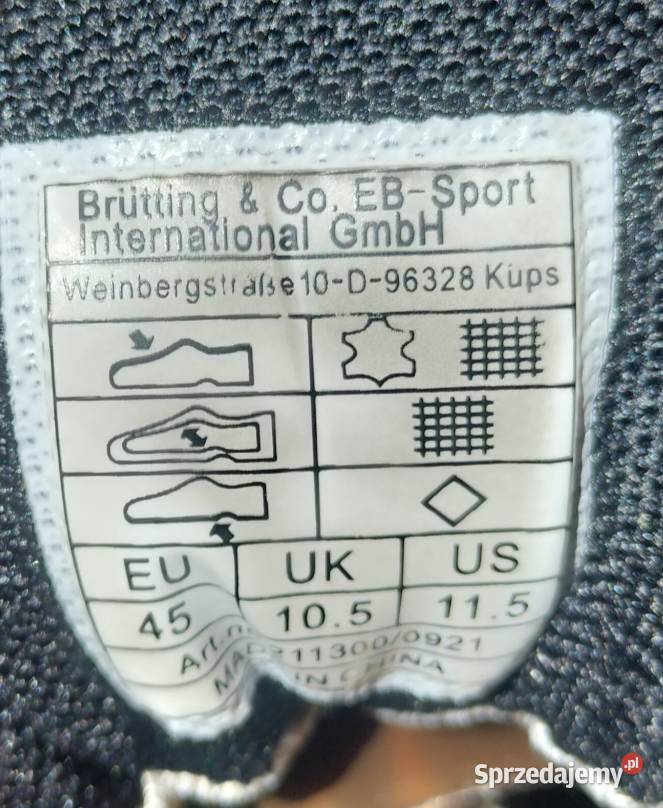 Brütting & Co. EB-Sport
International GmbH
Weinbergstraße 10-D-96328 Küps
EU UK US
45 10.5 11.5
Art.-n 211300/0921
MADE IN CHINA
Sprzedajemy.pl